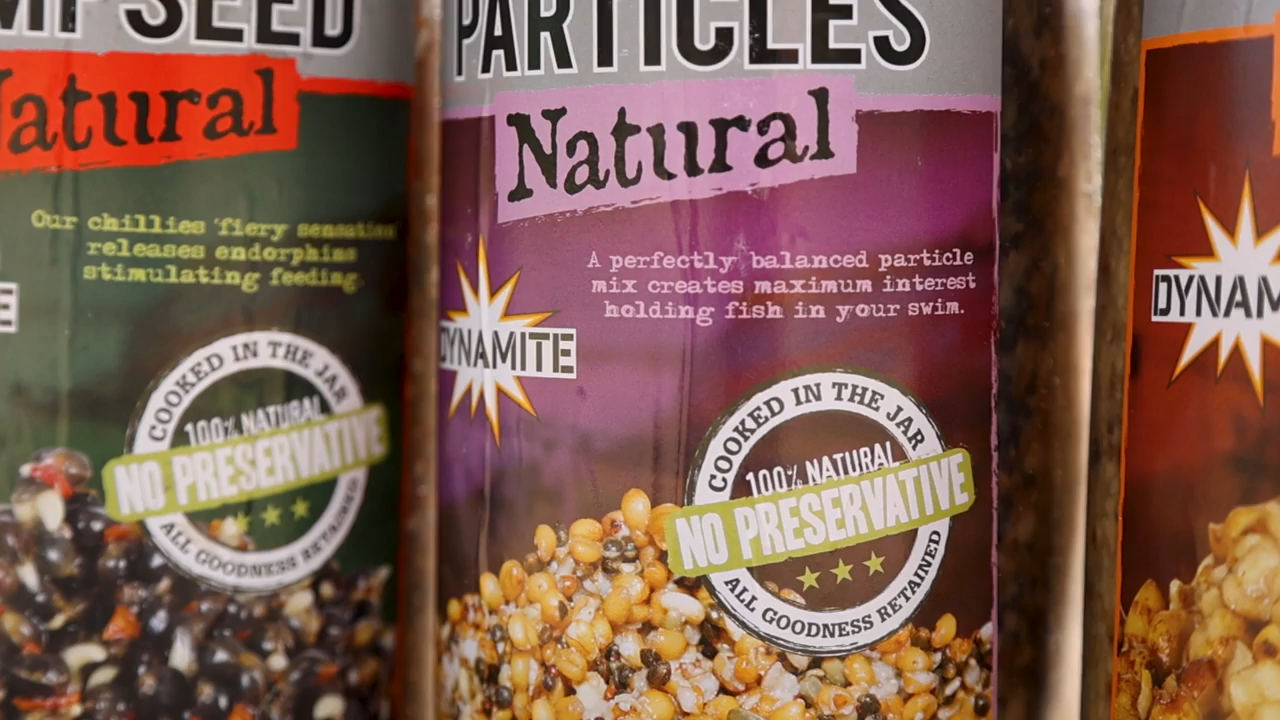 SEED
Natural
Our chillies 'fiery sensation'
releases endorphins
stimulating feeding.
COOKED IN THE JAR
100% NATURAL
NO PRESERVATIVE
ALL GOODNESS RETAINED
PARTICLES
Natural
A perfectly balanced particle
mix creates maximum interest
holding fish in your swim.
DYNAMITE
COOKED IN THE JAR
100% NATURAL
NO PRESERVATIVE
ALL GOODNESS RETAINED
DYNAM